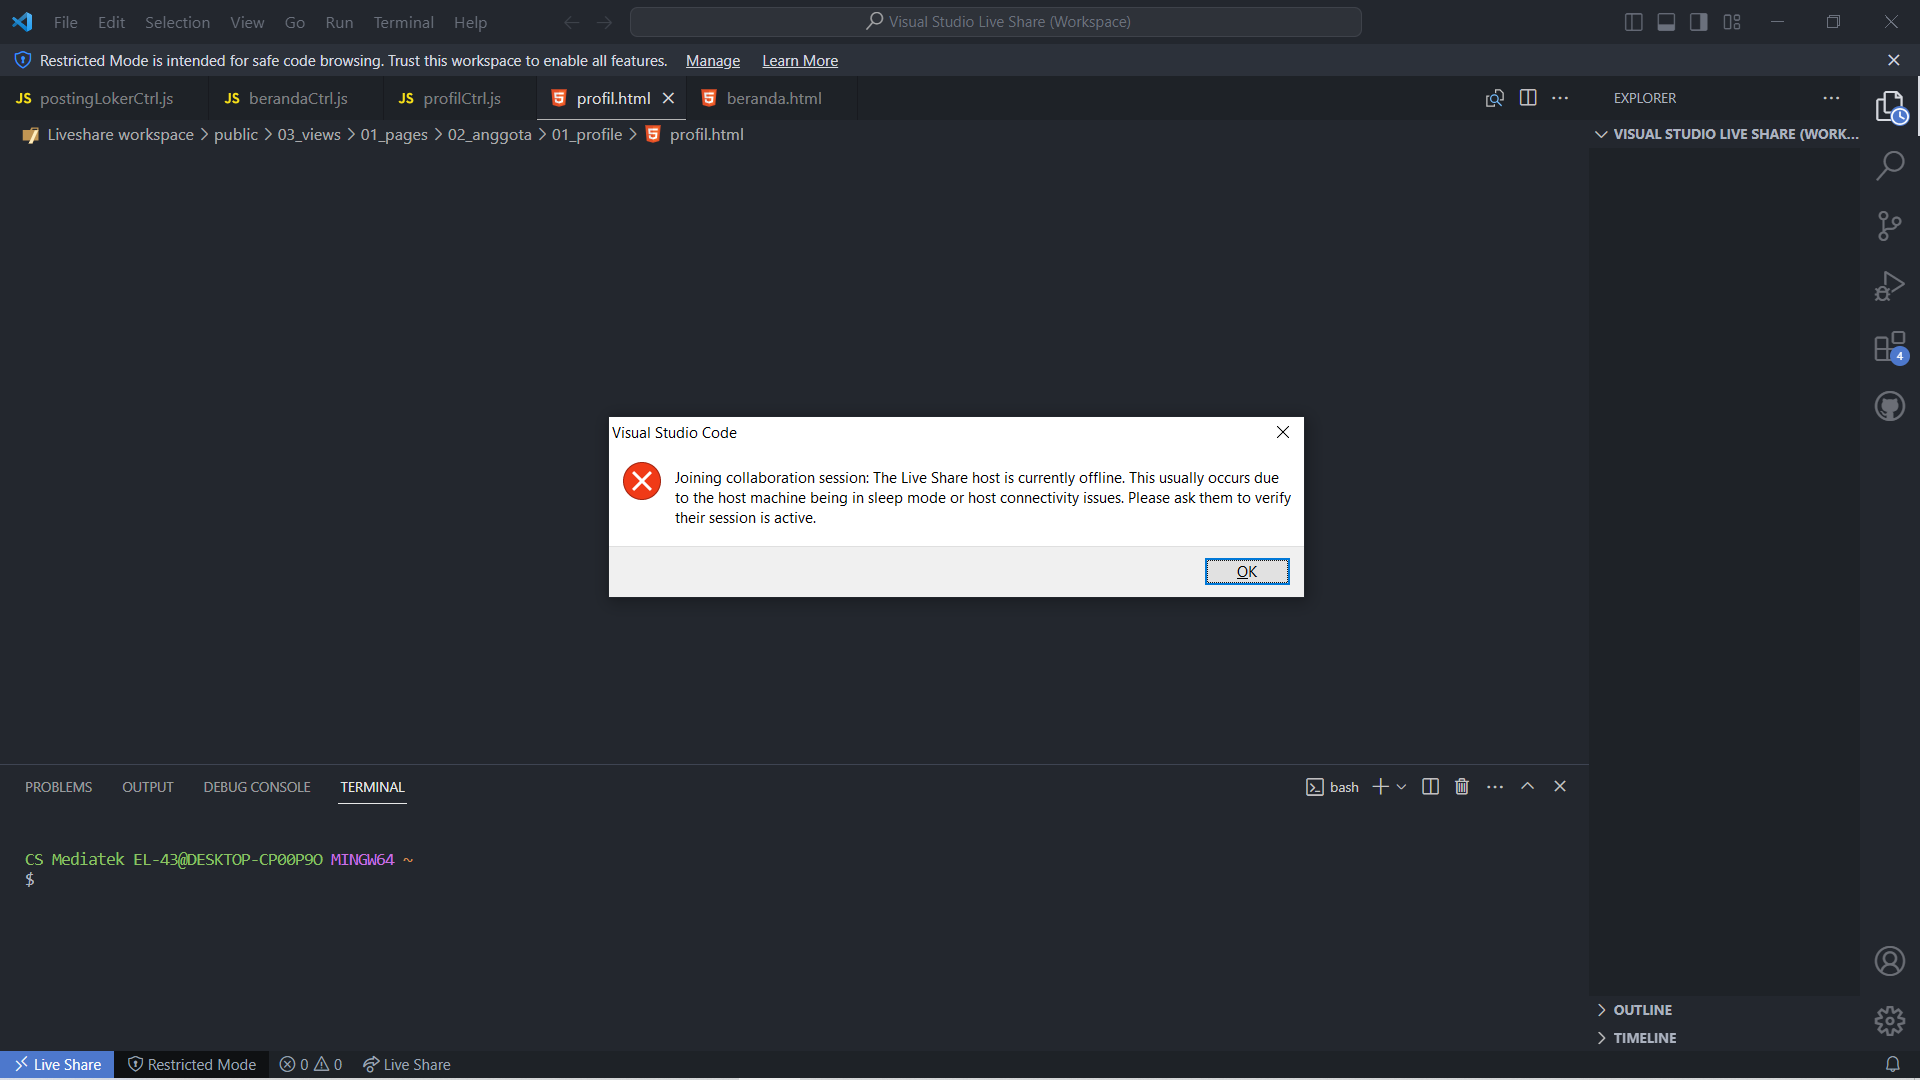 File Edit Selection View Go Run Terminal Help
Visual Studio Live Share (Workspace)
Restricted Mode is intended for safe code browsing. Trust this workspace to enable all features. Manage Learn More
JS postingLokerCtrl.js JS berandaCtrl.js JS profilCtrl.js profil.html beranda.html
EXPLORER
Liveshare workspace > public > 03_views > 01_pages > 02_anggota > 01_profile > profil.html
VISUAL STUDIO LIVE SHARE (WORK...
4
Visual Studio Code
Joining collaboration session: The Live Share host is currently offline. This usually occurs due
to the host machine being in sleep mode or host connectivity issues. Please ask them to verify
their session is active.
OK
PROBLEMS OUTPUT DEBUG CONSOLE TERMINAL
bash
CS Mediatek EL-43@DESKTOP-CP00P9O MINGW64 ~
$
OUTLINE
TIMELINE
Live Share Restricted Mode 0 0 Live Share